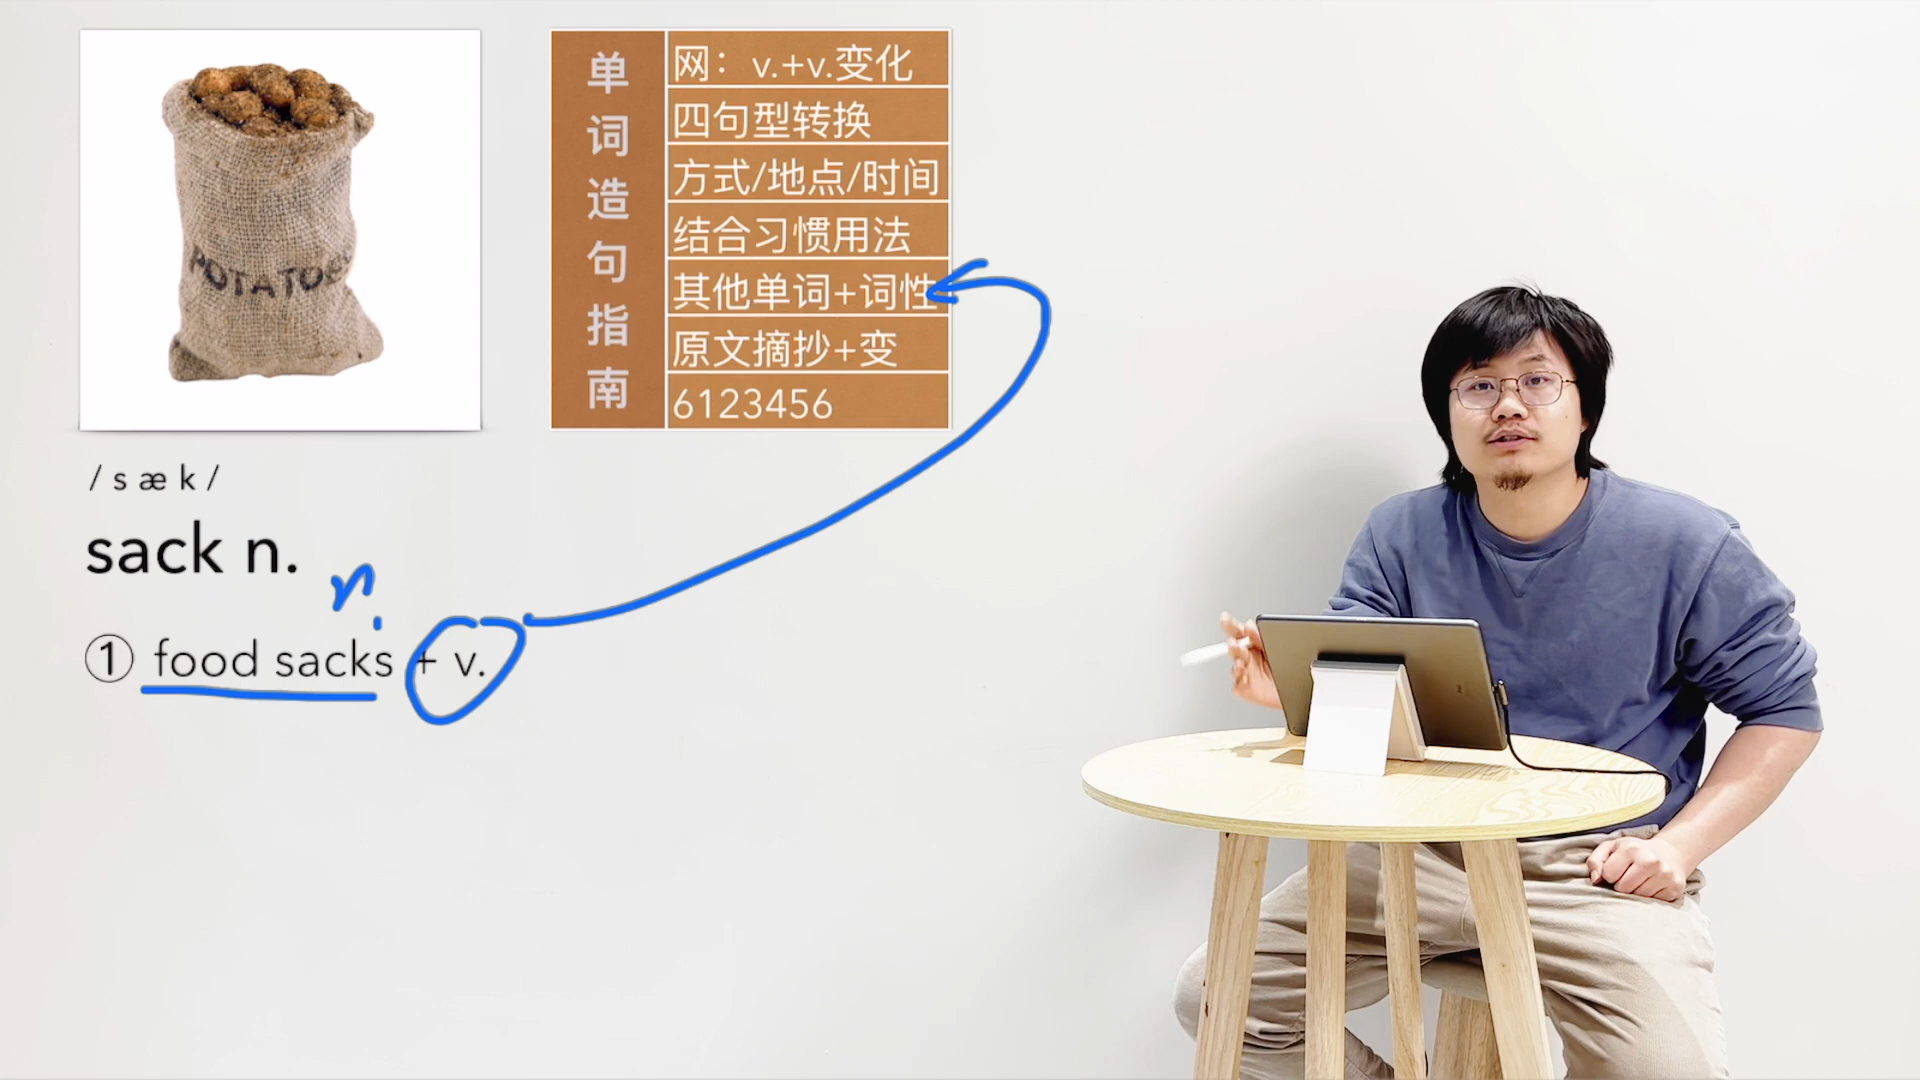 POTATOES
单词造句指南
网：v.+v.变化
四句型转换
方式/地点/时间
结合习惯用法
其他单词+词性
原文摘抄+变
6123456
/sæk/
sack n.
n.
① food sacks + v.